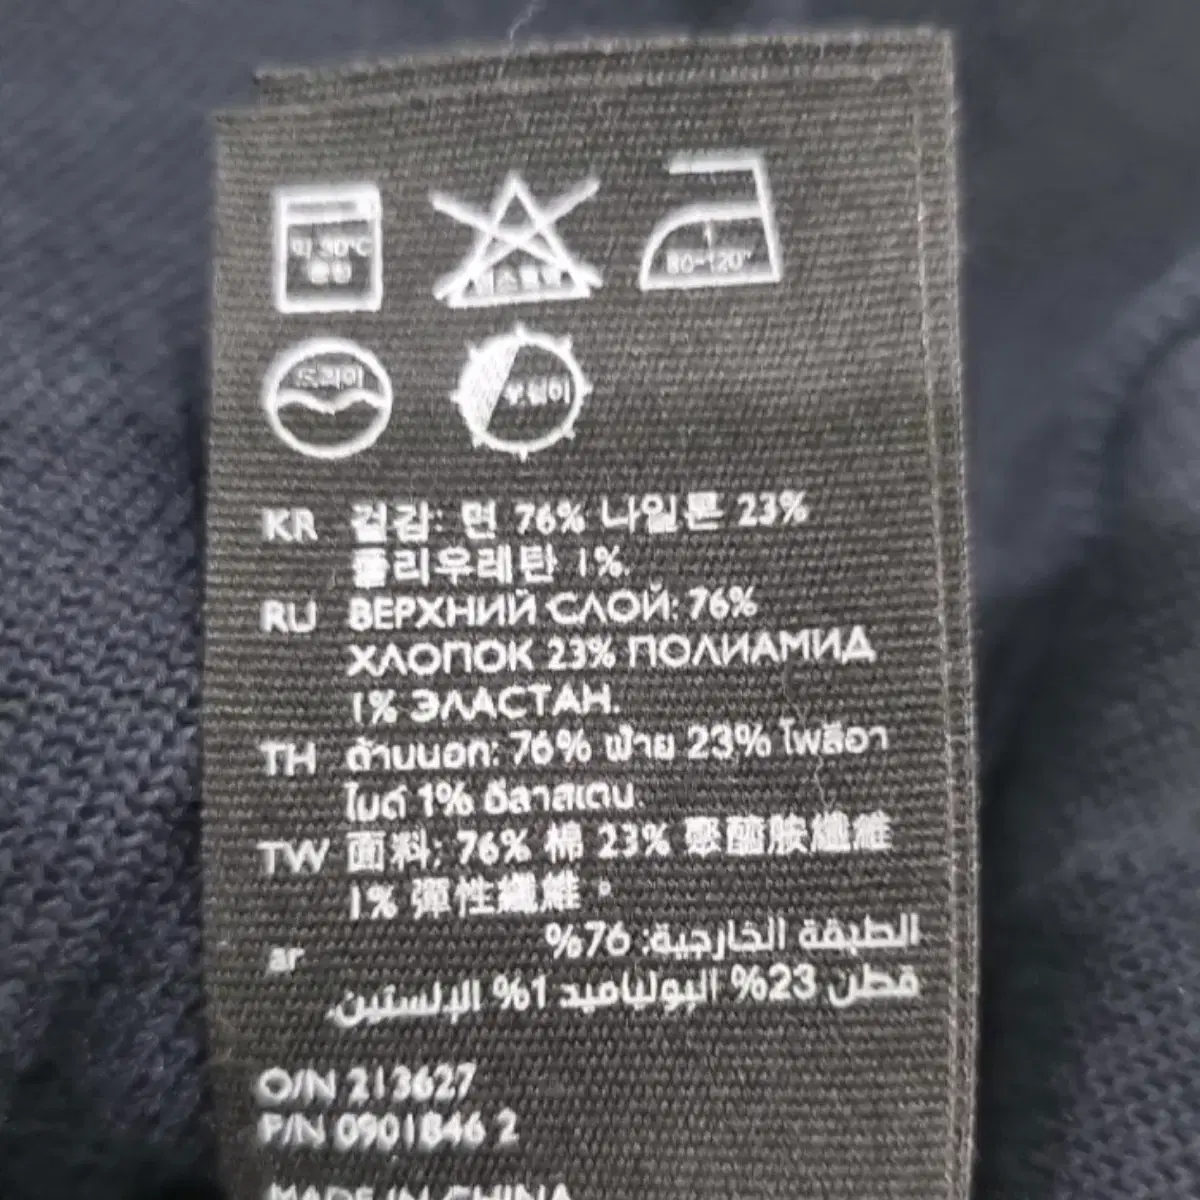 약 30°C
중성
80~120°
드라이
뉘어이
KR 겉감: 면 76% 나일론 23%
폴리우레탄 1%.
RU ВЕРХНИЙ СЛОЙ: 76%
ХЛОПОК 23% ПОЛИАМИД
1% ЭЛАСТАН.
TH ด้านนอก: 76% ฝ้าย 23% โพลีอา
ไมด์ 1% อีลาสเตน.
TW 面料: 76% 棉 23% 聚醯胺纖維
1% 彈性纖維。
ar الطبقة الخارجية: 76%
قطن 23% البولياميد 1% الإلستين.
O/N 213627
P/N 0901846 2
MADE IN CHINA